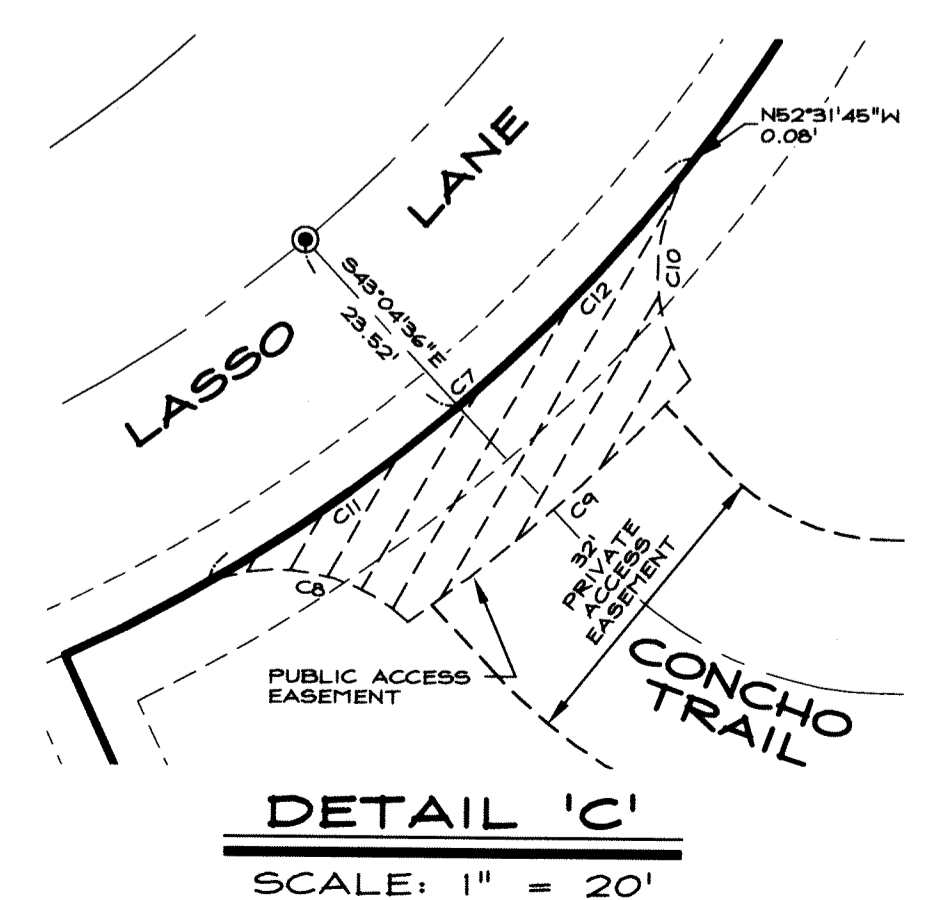 N52°31'45"W
0.08'
LANE
LASSO
S43°04'36"E
23.52'
C7
C12
C10
C11
C9
C8
32'
PRIVATE
ACCESS
EASEMENT
PUBLIC ACCESS
EASEMENT
CONCHO
TRAIL
DETAIL 'C'
SCALE: 1" = 20'